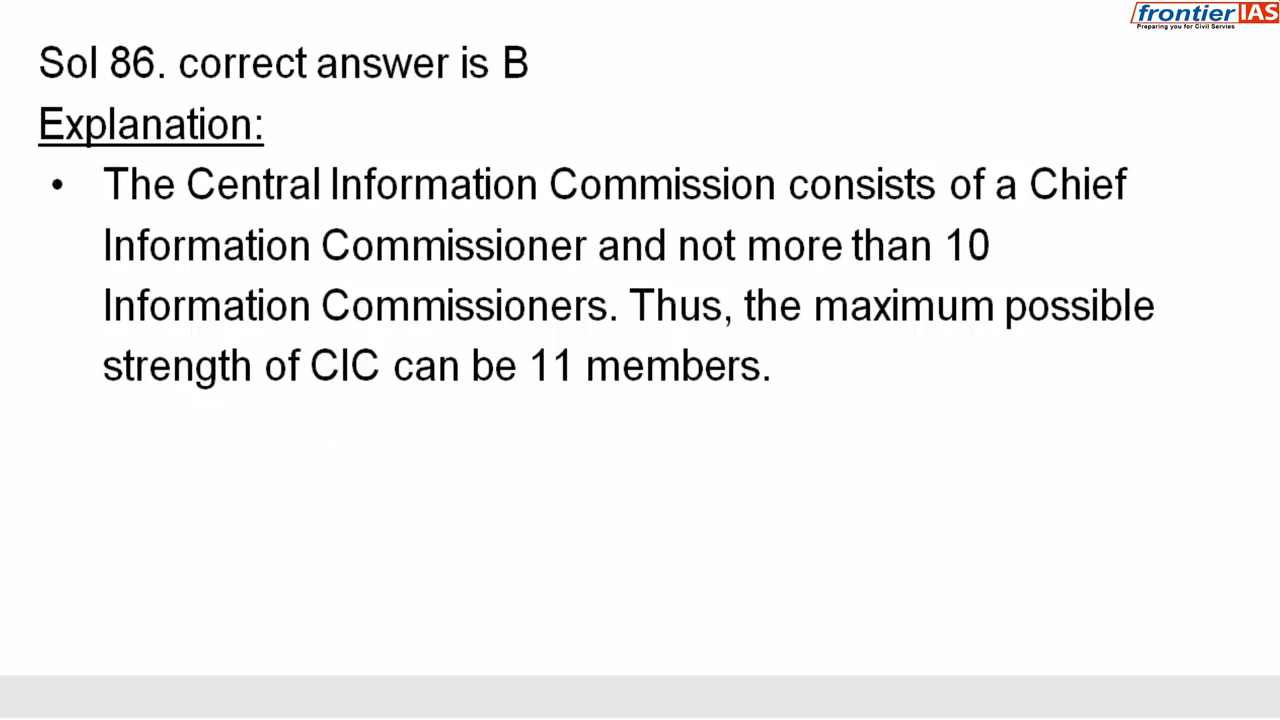 frontier IAS
Preparing you for Civil Servies
Sol 86. correct answer is B
Explanation:
• The Central Information Commission consists of a Chief
Information Commissioner and not more than 10
Information Commissioners. Thus, the maximum possible
strength of CIC can be 11 members.